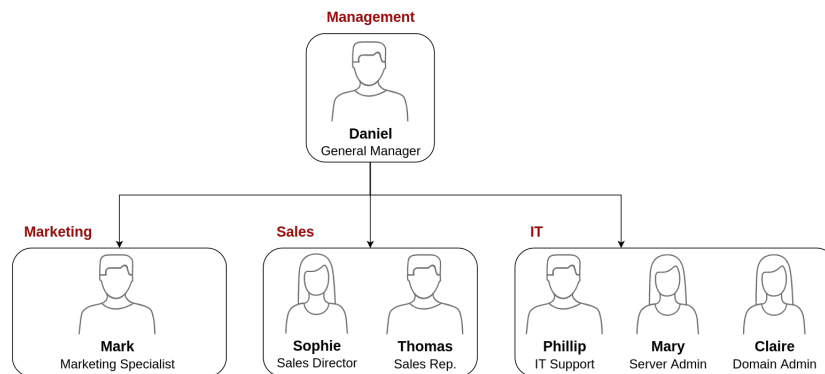 Management
Daniel
General Manager
Marketing
Sales
IT
Mark
Marketing Specialist
Sophie
Sales Director
Thomas
Sales Rep.
Phillip
IT Support
Mary
Server Admin
Claire
Domain Admin